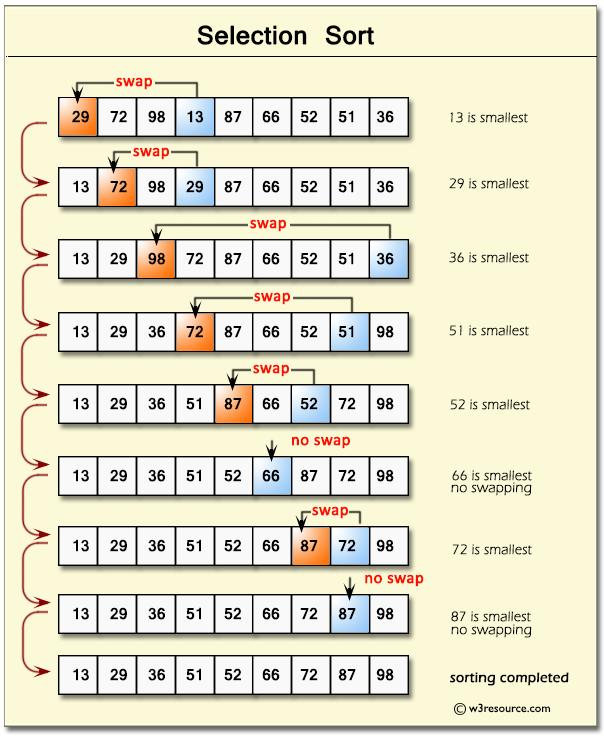 Selection Sort
swap
29 72 98 13 87 66 52 51 36
13 is smallest
swap
13 72 98 29 87 66 52 51 36
29 is smallest
swap
13 29 98 72 87 66 52 51 36
36 is smallest
swap
13 29 36 72 87 66 52 51 98
51 is smallest
swap
13 29 36 51 87 66 52 72 98
52 is smallest
no swap
13 29 36 51 52 66 87 72 98
66 is smallest
no swapping
swap
13 29 36 51 52 66 87 72 98
72 is smallest
no swap
13 29 36 51 52 66 72 87 98
87 is smallest
no swapping
13 29 36 51 52 66 72 87 98
sorting completed
© w3resource.com